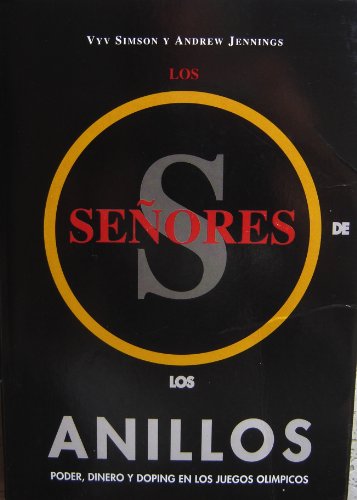 VYV SIMSON Y ANDREW JENNINGS
LOS
S
SEÑORES
DE
LOS
ANILLOS
PODER, DINERO Y DOPING EN LOS JUEGOS OLIMPICOS